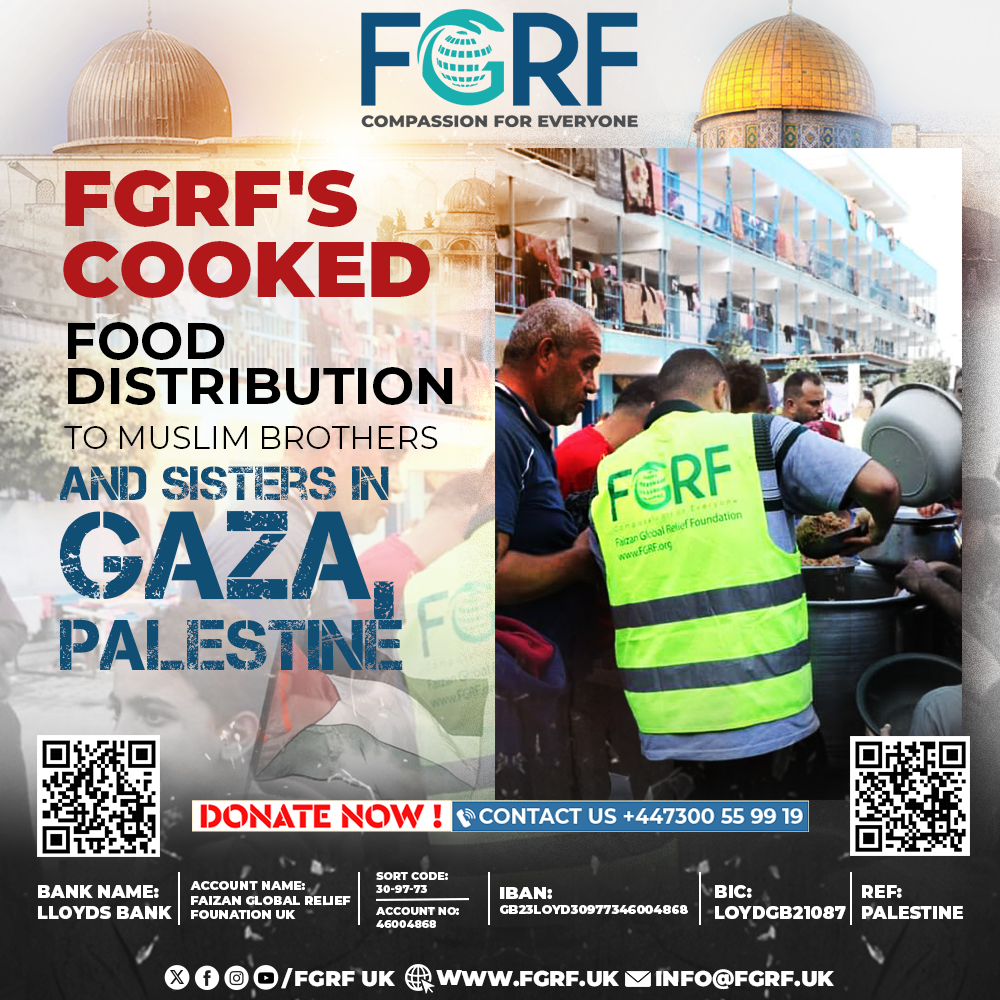 FGRF
COMPASSION FOR EVERYONE
FGRF'S
COOKED
FOOD
DISTRIBUTION
TO MUSLIM BROTHERS
AND SISTERS IN
GAZA,
PALESTINE
FGRF
Compassion for Everyone
Faizan Global Relief Foundation
www.FGRF.org
DONATE NOW !
CONTACT US +447300 55 99 19
BANK NAME:
LLOYDS BANK
ACCOUNT NAME:
FAIZAN GLOBAL RELIEF
FOUNATION UK
SORT CODE:
30-97-73
ACCOUNT NO:
46004868
IBAN:
GB23LOYD30977346004868
BIC:
LOYDGB21087
REF:
PALESTINE
/FGRF UK WWW.FGRF.UK INFO@FGRF.UK